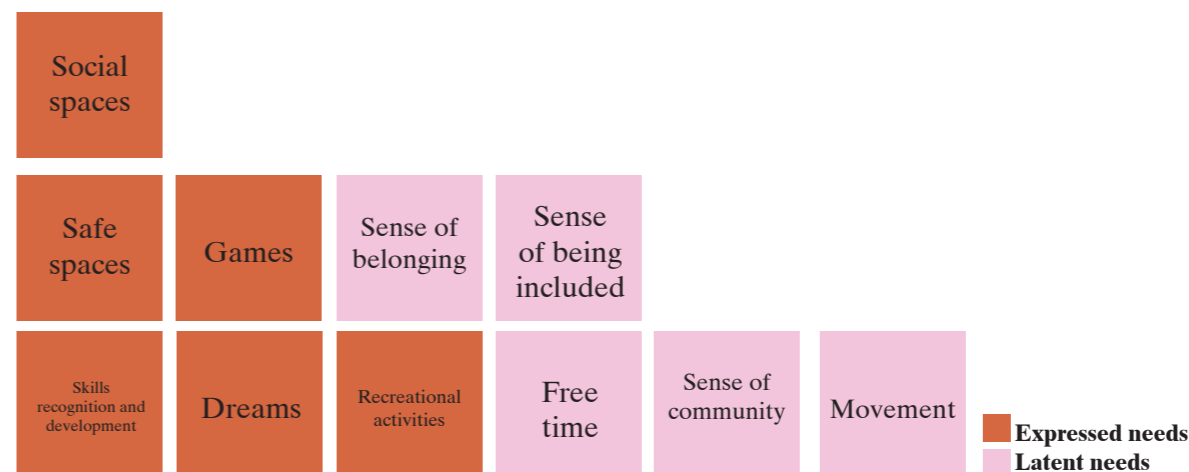 Social
spaces
Safe
spaces
Games
Sense of
belonging
Sense
of being
included
Skills
recognition and
development
Dreams
Recreational
activities
Free
time
Sense of
community
Movement
Expressed needs
Latent needs